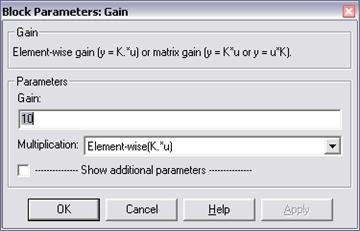 Block Parameters: Gain
Gain
Element-wise gain (y = K.*u) or matrix gain (y = K*u or y = u*K).
Parameters
Gain:
10
Multiplication: Element-wise(K.*u)
-------------- Show additional parameters --------------
OK Cancel Help Apply